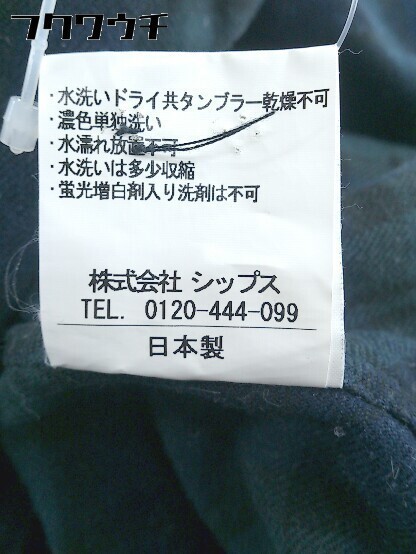 フクワウチ
・水洗いドライ共タンブラー乾燥不可
・濃色単独洗い
・水濡れ放置不可
・水洗いは多少収縮
・蛍光増白剤入り洗剤は不可
株式会社 シップス
TEL. 0120-444-099
日本製